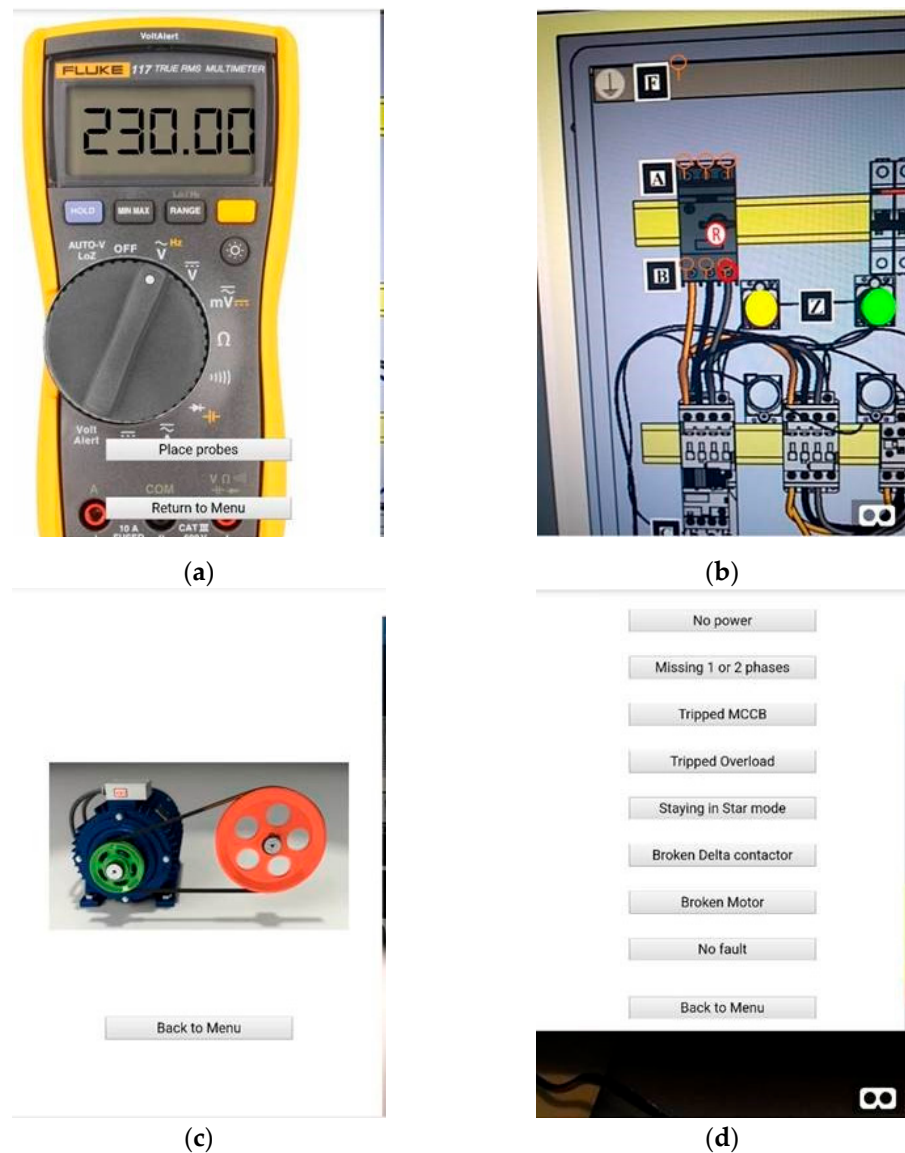 VoltAlert
FLUKE 117 TRUE RMS MULTIMETER
230.00
HOLD MIN MAX RANGE
AUTO-V
LoZ
OFF
V Hz
V
mV
Ω
Volt
Alert
Place probes
A COM V Ω
Return to Menu
10 A
FUSED
CAT III
600 V
(a)
F
A
R
B
Z
C
(b)
Back to Menu
(c)
No power
Missing 1 or 2 phases
Tripped MCCB
Tripped Overload
Staying in Star mode
Broken Delta contactor
Broken Motor
No fault
Back to Menu
(d)